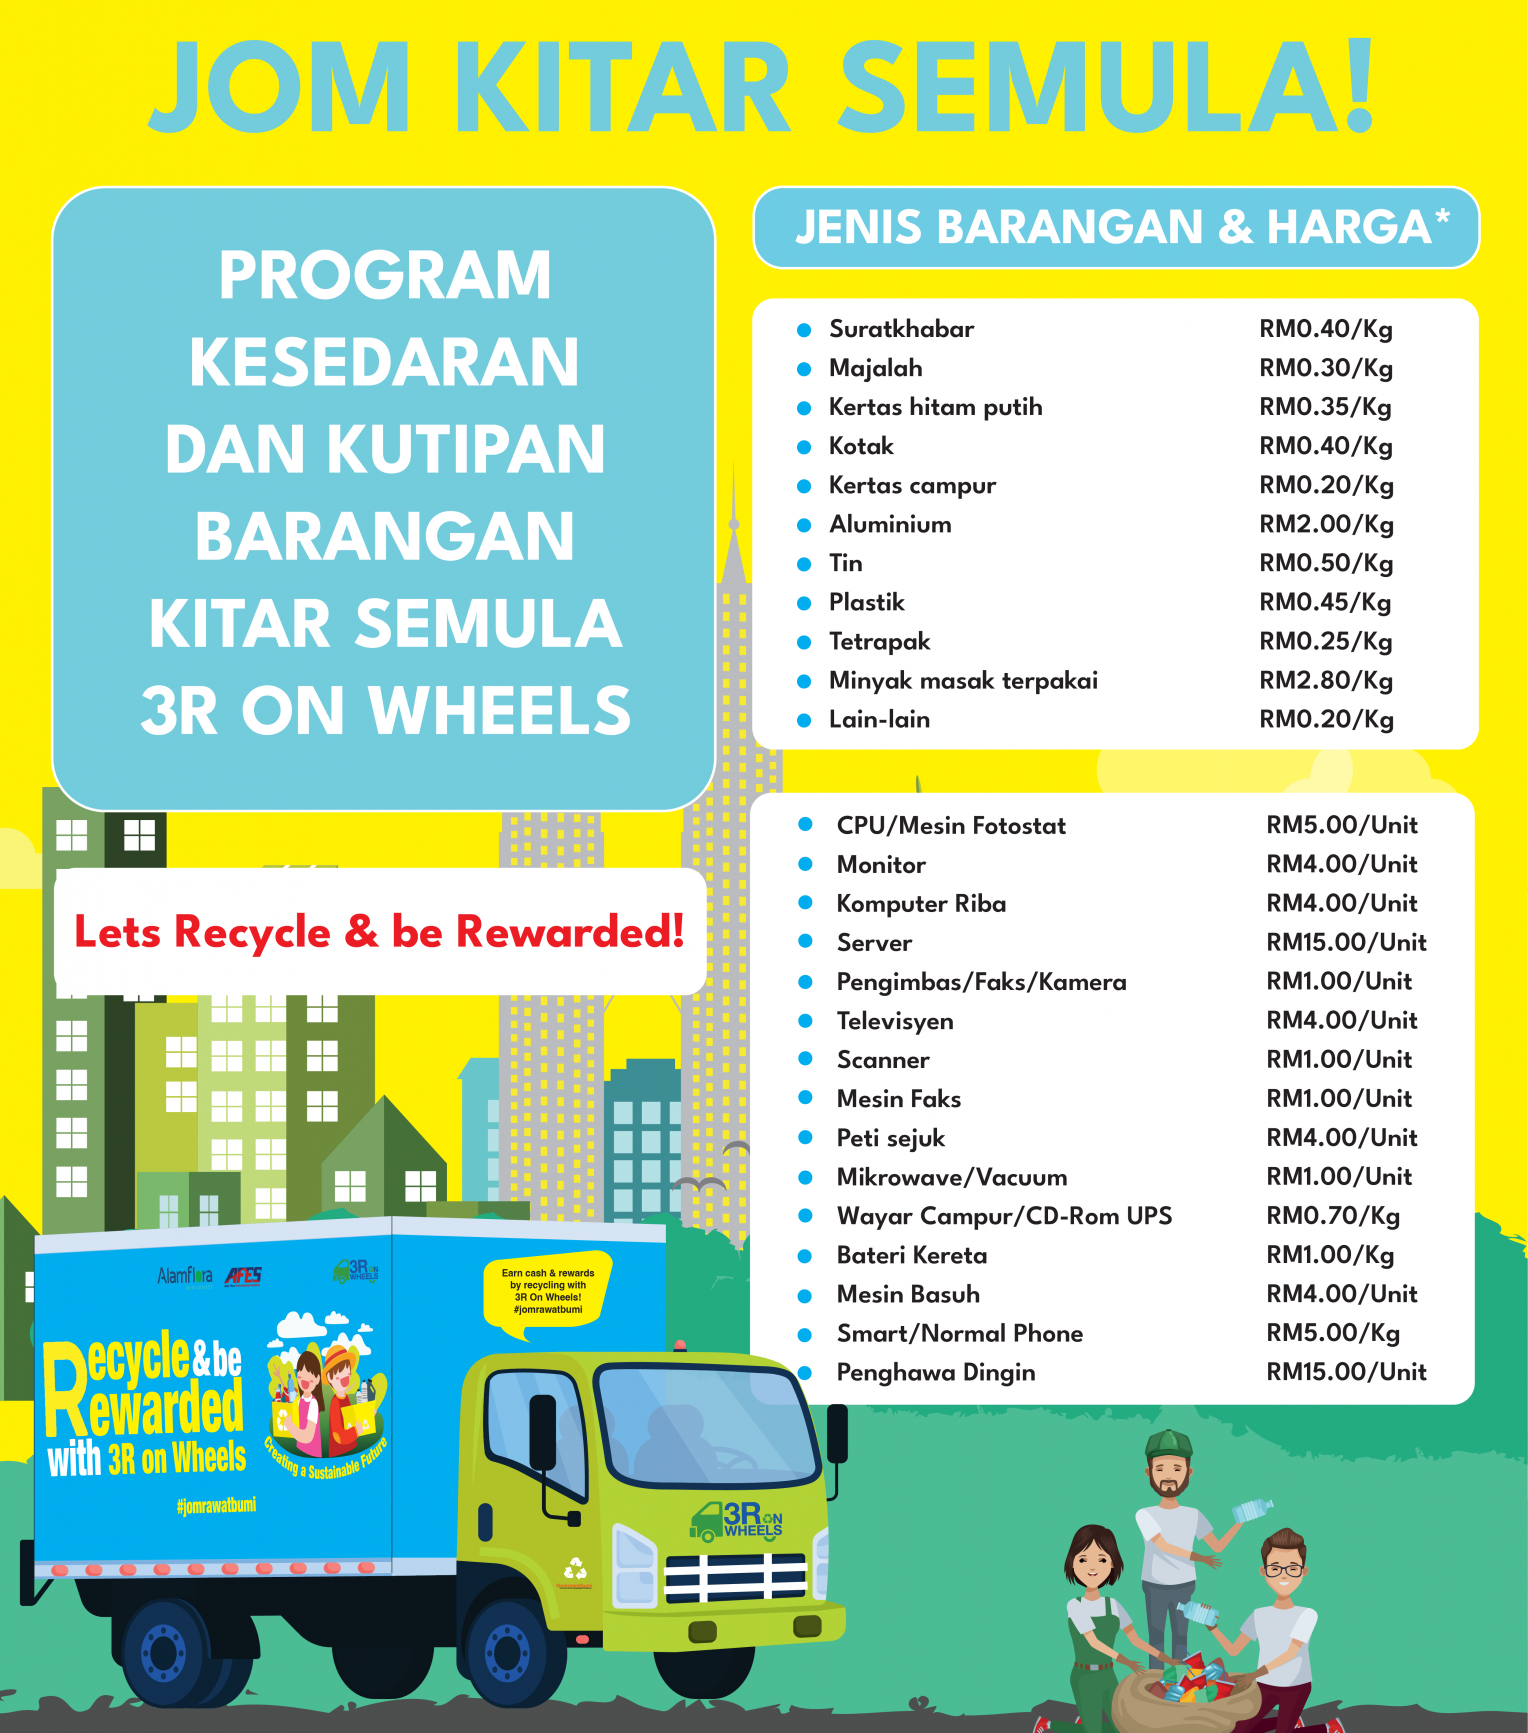 JOM KITAR SEMULA!
PROGRAM
KESEDARAN
DAN KUTIPAN
BARANGAN
KITAR SEMULA
3R ON WHEELS
Lets Recycle & be Rewarded!
JENIS BARANGAN & HARGA*
Suratkhabar RM0.40/Kg
Majalah RM0.30/Kg
Kertas hitam putih RM0.35/Kg
Kotak RM0.40/Kg
Kertas campur RM0.20/Kg
Aluminium RM2.00/Kg
Tin RM0.50/Kg
Plastik RM0.45/Kg
Tetrapak RM0.25/Kg
Minyak masak terpakai RM2.80/Kg
Lain-lain RM0.20/Kg
CPU/Mesin Fotostat RM5.00/Unit
Monitor RM4.00/Unit
Komputer Riba RM4.00/Unit
Server RM15.00/Unit
Pengimbas/Faks/Kamera RM1.00/Unit
Televisyen RM4.00/Unit
Scanner RM1.00/Unit
Mesin Faks RM1.00/Unit
Peti sejuk RM4.00/Unit
Mikrowave/Vacuum RM1.00/Unit
Wayar Campur/CD-Rom UPS RM0.70/Kg
Bateri Kereta RM1.00/Kg
Mesin Basuh RM4.00/Unit
Smart/Normal Phone RM5.00/Kg
Penghawa Dingin RM15.00/Unit
Alamflora AFES 3R ON
WHEELS
Recycle & be
Rewarded
with 3R on Wheels
#jomrawatbumi
Creating a Sustainable Future
Earn cash & rewards
by recycling with
3R On Wheels!
#jomrawatbumi
3R ON
WHEELS